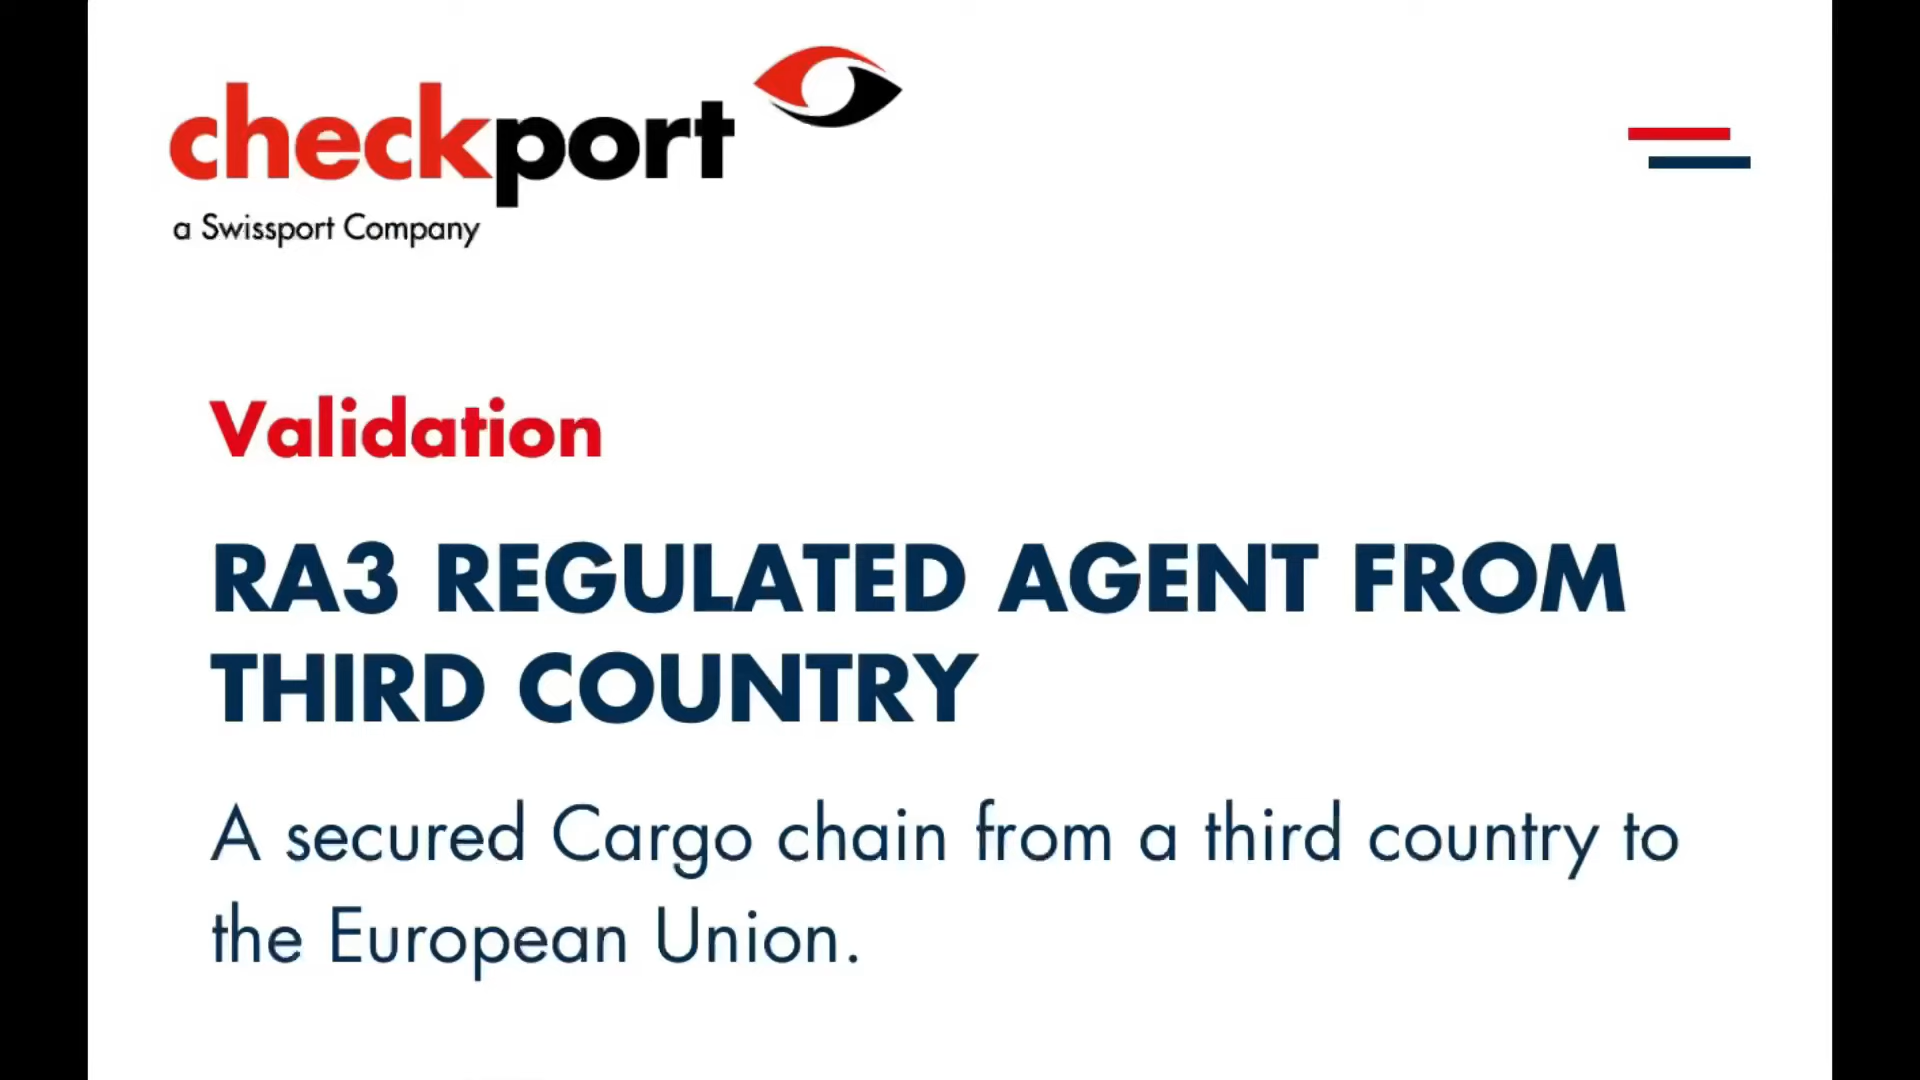 checkport
a Swissport Company
Validation
RA3 REGULATED AGENT FROM
THIRD COUNTRY
A secured Cargo chain from a third country to
the European Union.